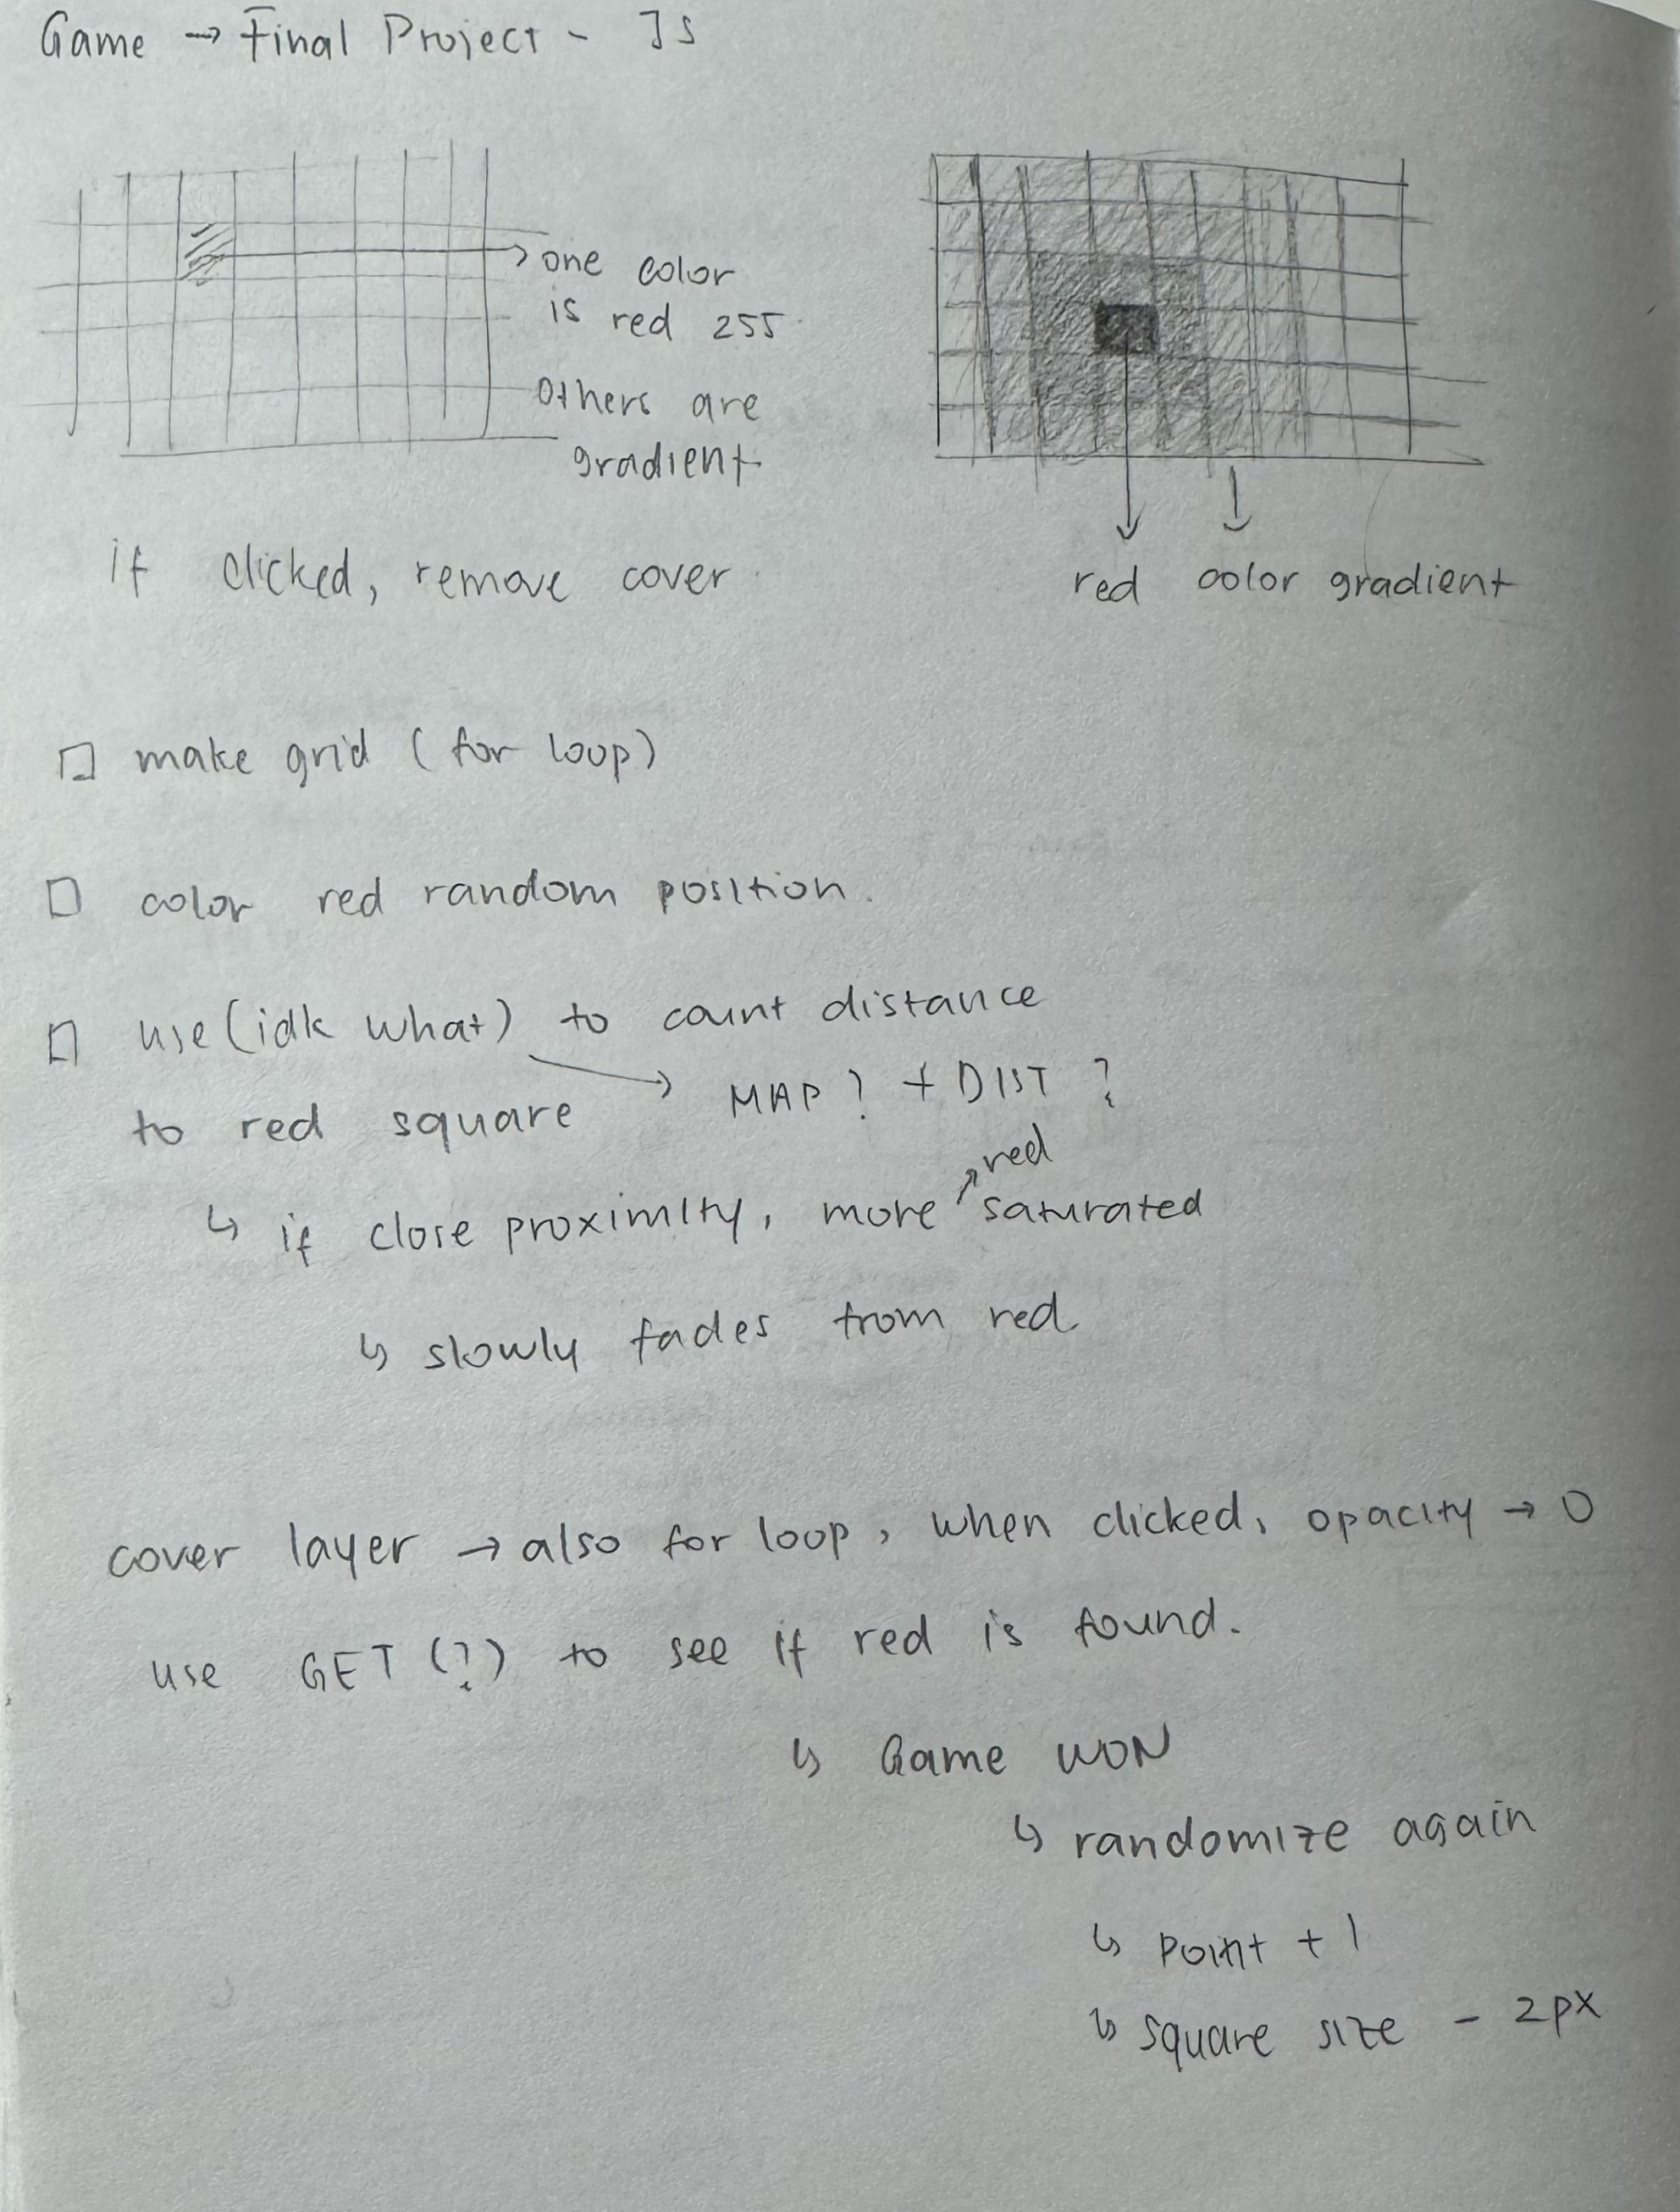 Game → Final Project - JS
one color
is red 255
Others are
gradient
red color gradient
if clicked, remove cover
□ make grid (for loop)
□ color red random position.
□ use (idk what) to count distance
→ MAP? + DIST?
to red square
↳ if close proximity, more saturated
↗ red
↳ slowly fades from red
cover layer → also for loop, when clicked, opacity → 0
use GET (?) to see if red is found.
↳ Game WON
↳ randomize again
↳ Point + 1
↳ square size - 2px